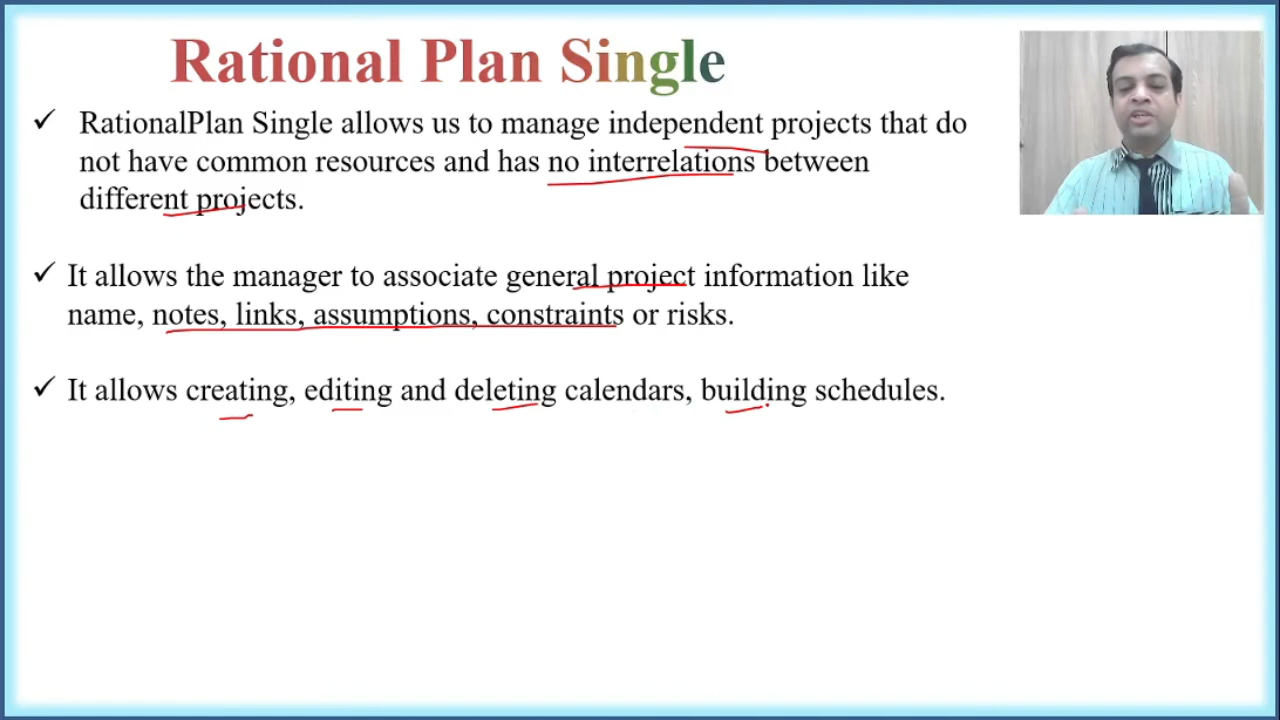 Rational Plan Single
✓ RationalPlan Single allows us to manage independent projects that do
not have common resources and has no interrelations between
different projects.
✓ It allows the manager to associate general project information like
name, notes, links, assumptions, constraints or risks.
✓ It allows creating, editing and deleting calendars, building schedules.